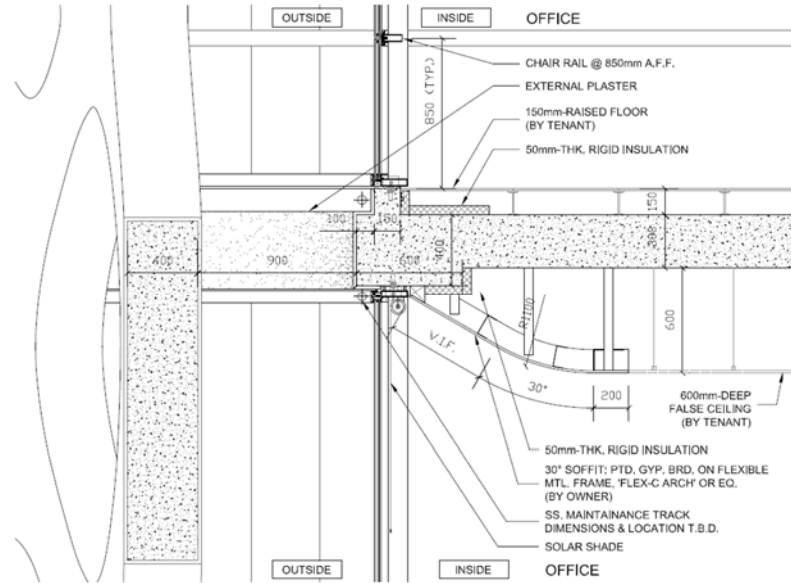 OUTSIDE
INSIDE
OFFICE
CHAIR RAIL @ 850mm A.F.F.
EXTERNAL PLASTER
850 (TYP.)
150mm-RAISED FLOOR
(BY TENANT)
50mm-THK. RIGID INSULATION
100
150
150
400
900
600
400
600
R1100
V.I.F.
30°
200
600mm-DEEP
FALSE CEILING
(BY TENANT)
50mm-THK. RIGID INSULATION
30° SOFFIT: PTD. GYP. BRD. ON FLEXIBLE
MTL. FRAME, 'FLEX-C ARCH' OR EQ.
(BY OWNER)
SS. MAINTAINANCE TRACK
DIMENSIONS & LOCATION T.B.D.
SOLAR SHADE
OUTSIDE
INSIDE
OFFICE